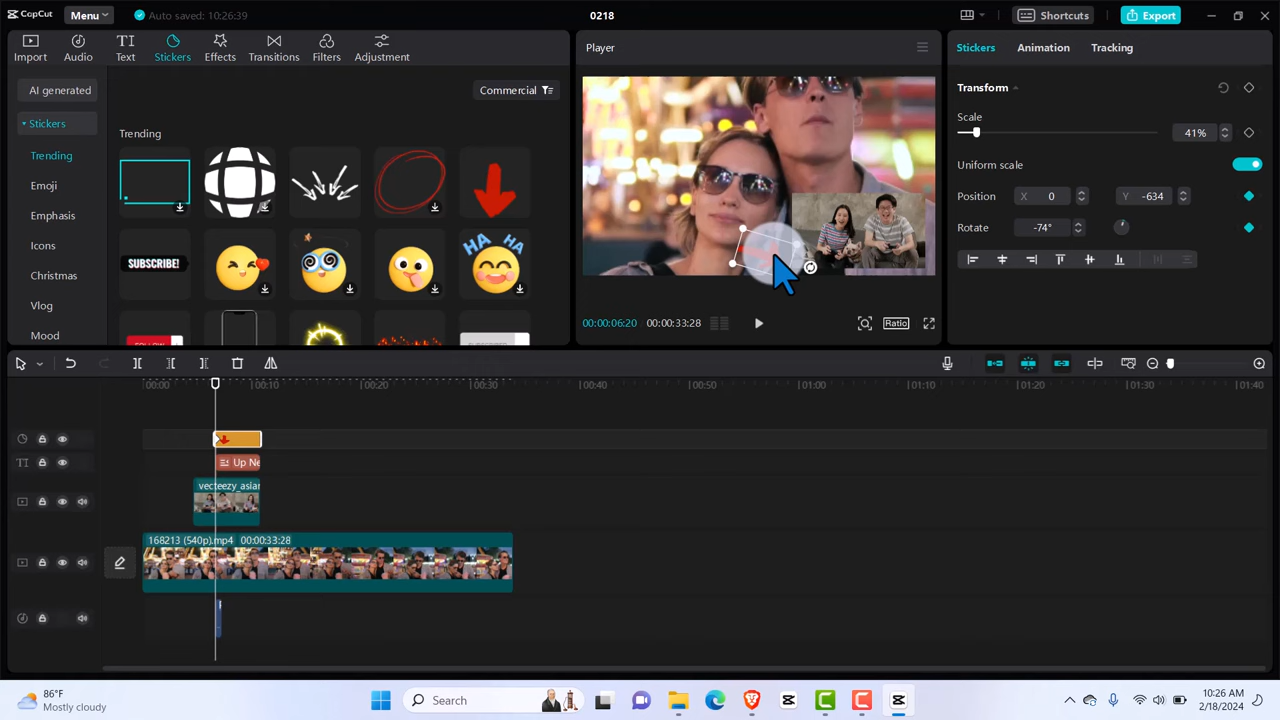 CapCut
Menu
Auto saved: 10:26:39
0218
Shortcuts
Export
Import
Audio
Text
Stickers
Effects
Transitions
Filters
Adjustment
AI generated
Stickers
Trending
Emoji
Emphasis
Icons
Christmas
Vlog
Mood
Commercial
Trending
SUBSCRIBE!
HA HA
Player
00:00:06:20
00:00:33:28
Ratio
Stickers
Animation
Tracking
Transform
Scale
41%
Uniform scale
Position
X 0
Y -634
Rotate
-74°
00:00
00:10
00:20
00:30
00:40
00:50
01:00
01:10
01:20
01:30
01:40
TI
Up Ne
vecteezy_asian
168213 (540p).mp4 00:00:33:28
86°F
Mostly cloudy
Search
10:26 AM
2/18/2024